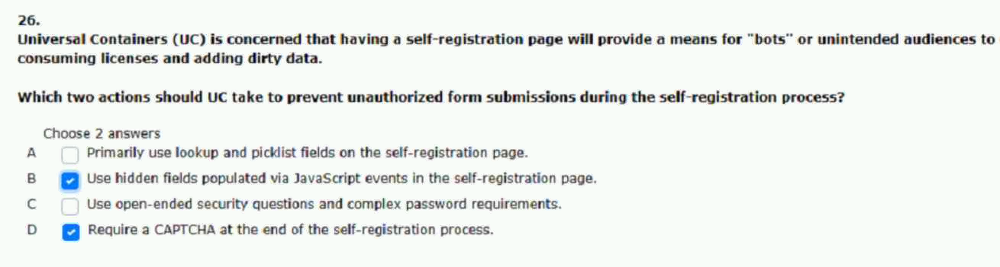 26.
Universal Containers (UC) is concerned that having a self-registration page will provide a means for "bots" or unintended audiences to
consuming licenses and adding dirty data.
Which two actions should UC take to prevent unauthorized form submissions during the self-registration process?
Choose 2 answers
A Primarily use lookup and picklist fields on the self-registration page.
B Use hidden fields populated via JavaScript events in the self-registration page.
C Use open-ended security questions and complex password requirements.
D Require a CAPTCHA at the end of the self-registration process.